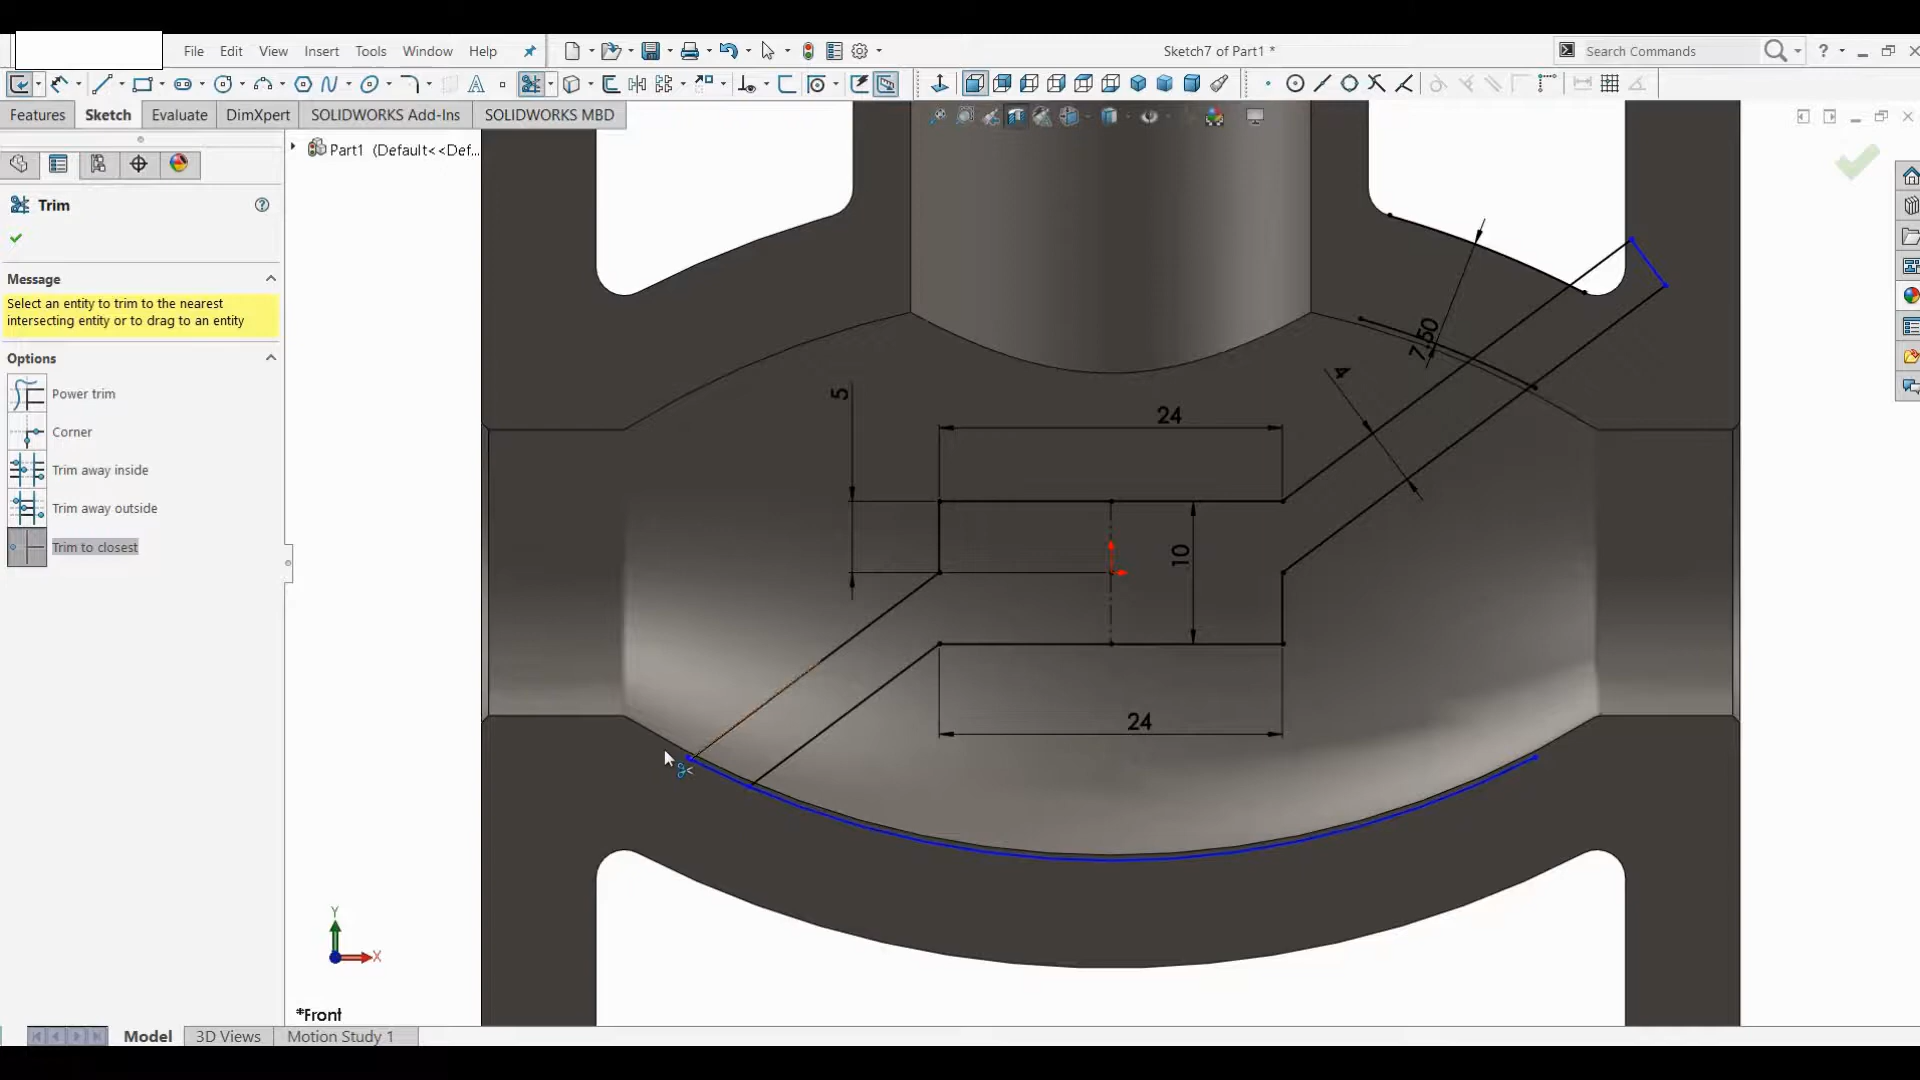 File Edit View Insert Tools Window Help
Sketch7 of Part1 *
Search Commands
?
Features Sketch Evaluate DimXpert SOLIDWORKS Add-Ins SOLIDWORKS MBD
Part1 (Default<<Def...
Trim
?
Message
Select an entity to trim to the nearest
intersecting entity or to drag to an entity
Options
Power trim
Corner
Trim away inside
Trim away outside
Trim to closest
7.50
4
5
24
10
24
Y
X
*Front
Model 3D Views Motion Study 1